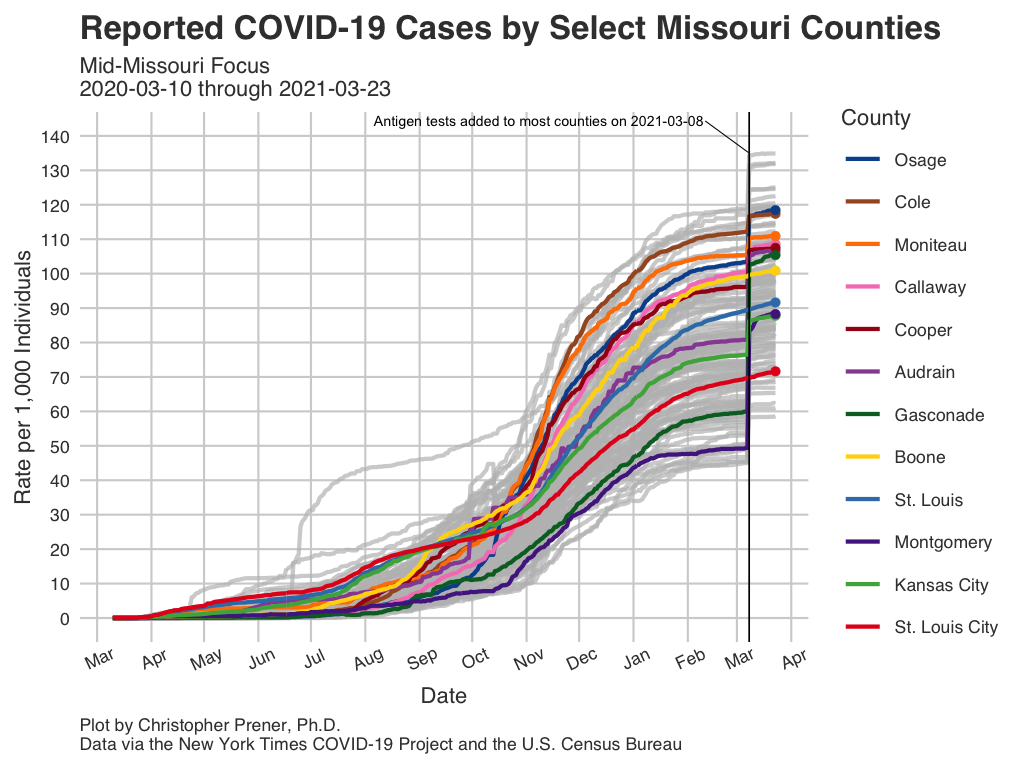 Reported COVID-19 Cases by Select Missouri Counties
Mid-Missouri Focus
2020-03-10 through 2021-03-23
Antigen tests added to most counties on 2021-03-08
Rate per 1,000 Individuals
140
130
120
110
100
90
80
70
60
50
40
30
20
10
0
Mar
Apr
May
Jun
Jul
Aug
Sep
Oct
Nov
Dec
Jan
Feb
Mar
Apr
Date
County
Osage
Cole
Moniteau
Callaway
Cooper
Audrain
Gasconade
Boone
St. Louis
Montgomery
Kansas City
St. Louis City
Plot by Christopher Prener, Ph.D.
Data via the New York Times COVID-19 Project and the U.S. Census Bureau